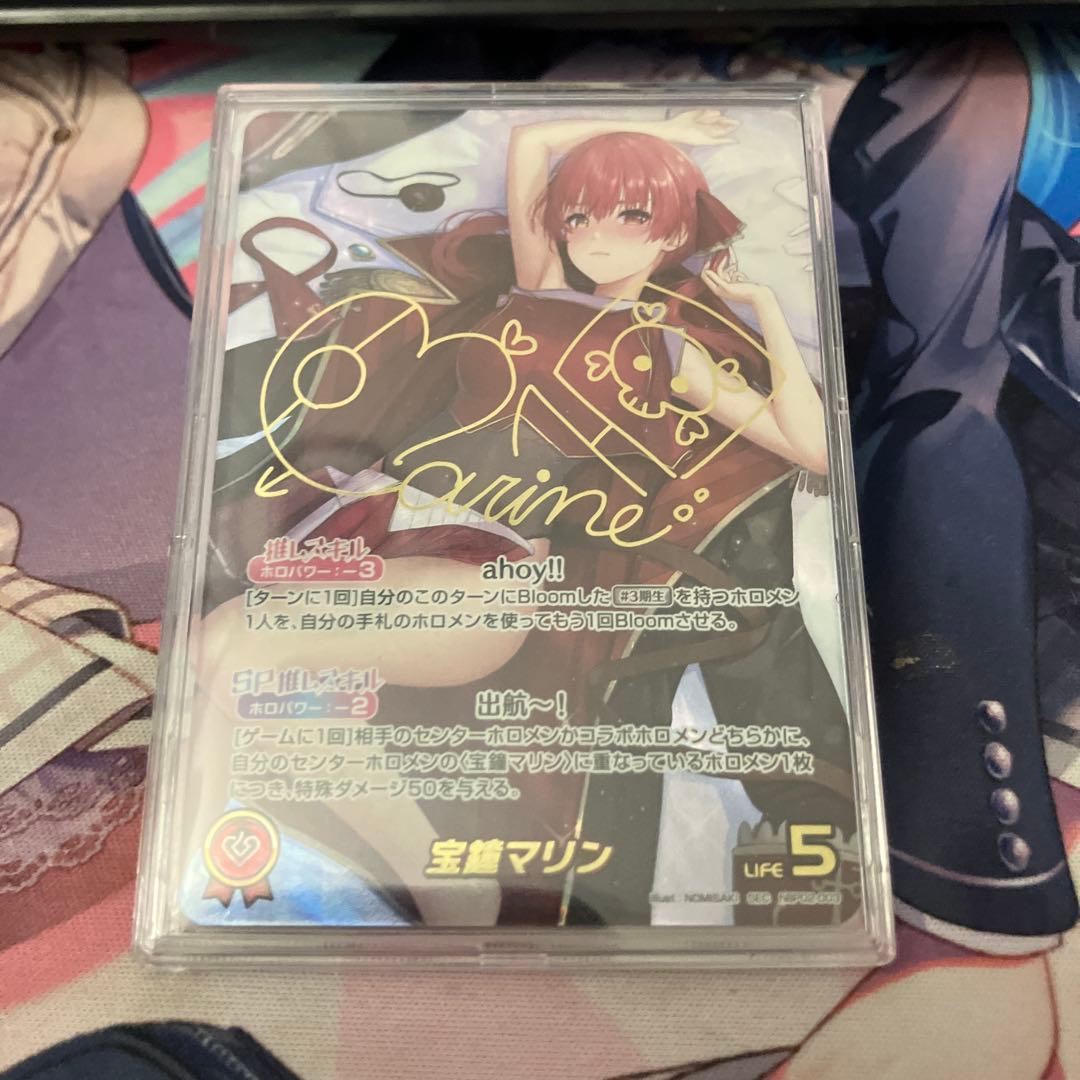 Marine
推しスキル
ホロパワー:-3
ahoy!!
[ターンに1回]自分のこのターンにBloomした #3期生 を持つホロメン
1人を、自分の手札のホロメンを使ってもう1回Bloomさせる。
SP推しスキル
ホロパワー:-2
出航~!
[ゲームに1回]相手のセンターホロメンかコラボホロメンどちらかに、
自分のセンターホロメンの〈宝鐘マリン〉に重なっているホロメン1枚
につき、特殊ダメージ50を与える。
宝鐘マリン
LIFE 5
illust:NOMISAKI SEC